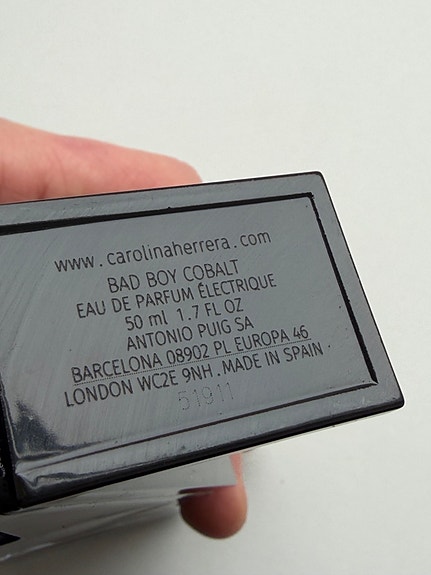 www.carolinaherrera.com
BAD BOY COBALT
EAU DE PARFUM ÉLECTRIQUE
50 ml 1.7 FL OZ
ANTONIO PUIG SA
BARCELONA 08902 PL EUROPA 46
LONDON WC2E 9NH.MADE IN SPAIN
51911